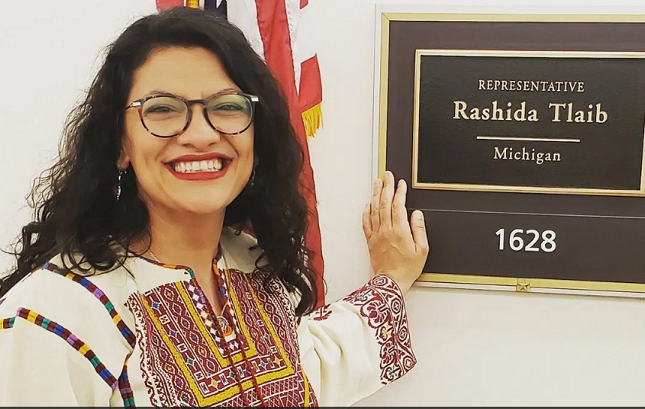 REPRESENTATIVE
Rashida Tlaib
Michigan
1628